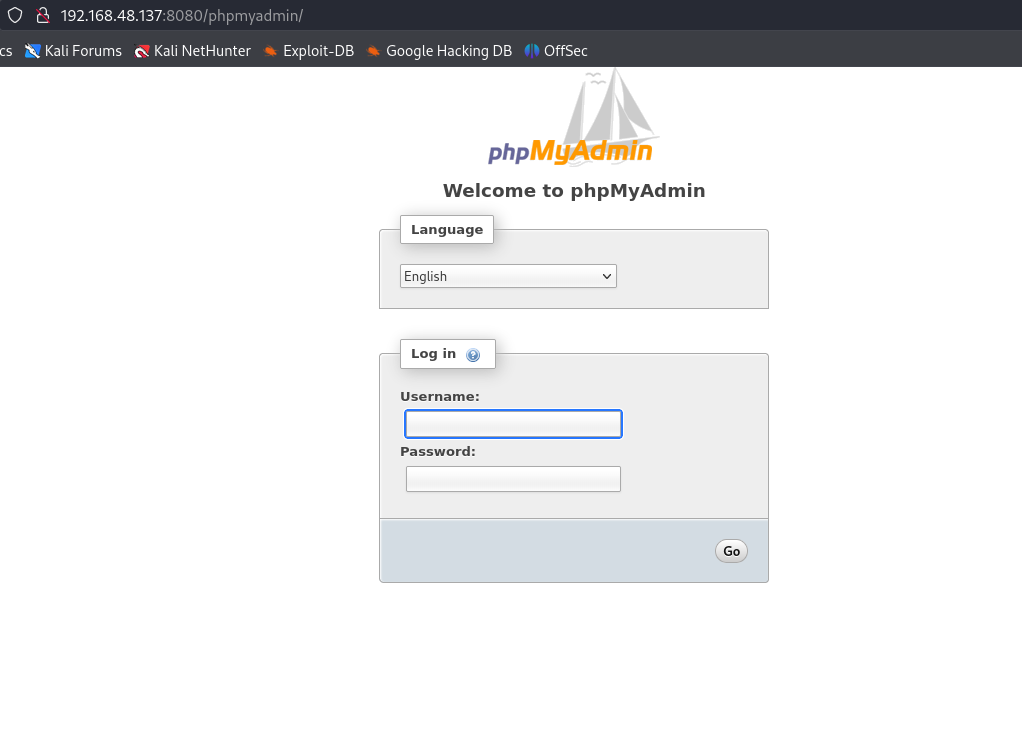 192.168.48.137:8080/phpmyadmin/
cs Kali Forums Kali NetHunter Exploit-DB Google Hacking DB OffSec
phpMyAdmin
Welcome to phpMyAdmin
Language
English
Log in
Username:
Password:
Go